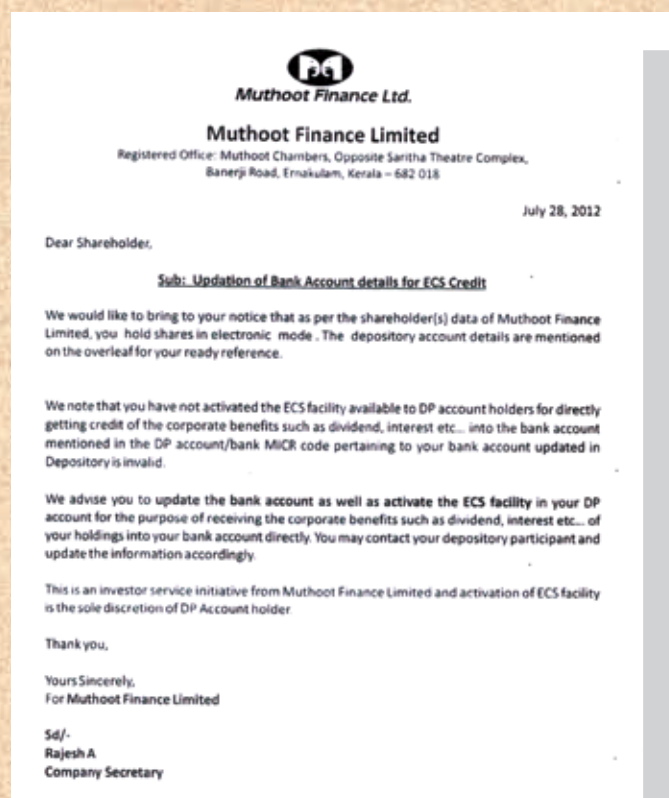 Muthoot Finance Ltd.
Muthoot Finance Limited
Registered Office: Muthoot Chambers, Opposite Saritha Theatre Complex,
Banerji Road, Ernakulam, Kerala – 682 018
July 28, 2012
Dear Shareholder,
Sub: Updation of Bank Account details for ECS Credit
We would like to bring to your notice that as per the shareholder(s) data of Muthoot Finance
Limited, you hold shares in electronic mode . The depository account details are mentioned
on the overleaf for your ready reference.
We note that you have not activated the ECS facility available to DP account holders for directly
getting credit of the corporate benefits such as dividend, interest etc... into the bank account
mentioned in the DP account/bank MICR code pertaining to your bank account updated in
Depository is invalid.
We advise you to update the bank account as well as activate the ECS facility in your DP
account for the purpose of receiving the corporate benefits such as dividend, interest etc... of
your holdings into your bank account directly. You may contact your depository participant and
update the information accordingly.
This is an investor service initiative from Muthoot Finance Limited and activation of ECS facility
is the sole discretion of DP Account holder
Thank you,
Yours Sincerely,
For Muthoot Finance Limited
Sd/-
Rajesh A
Company Secretary